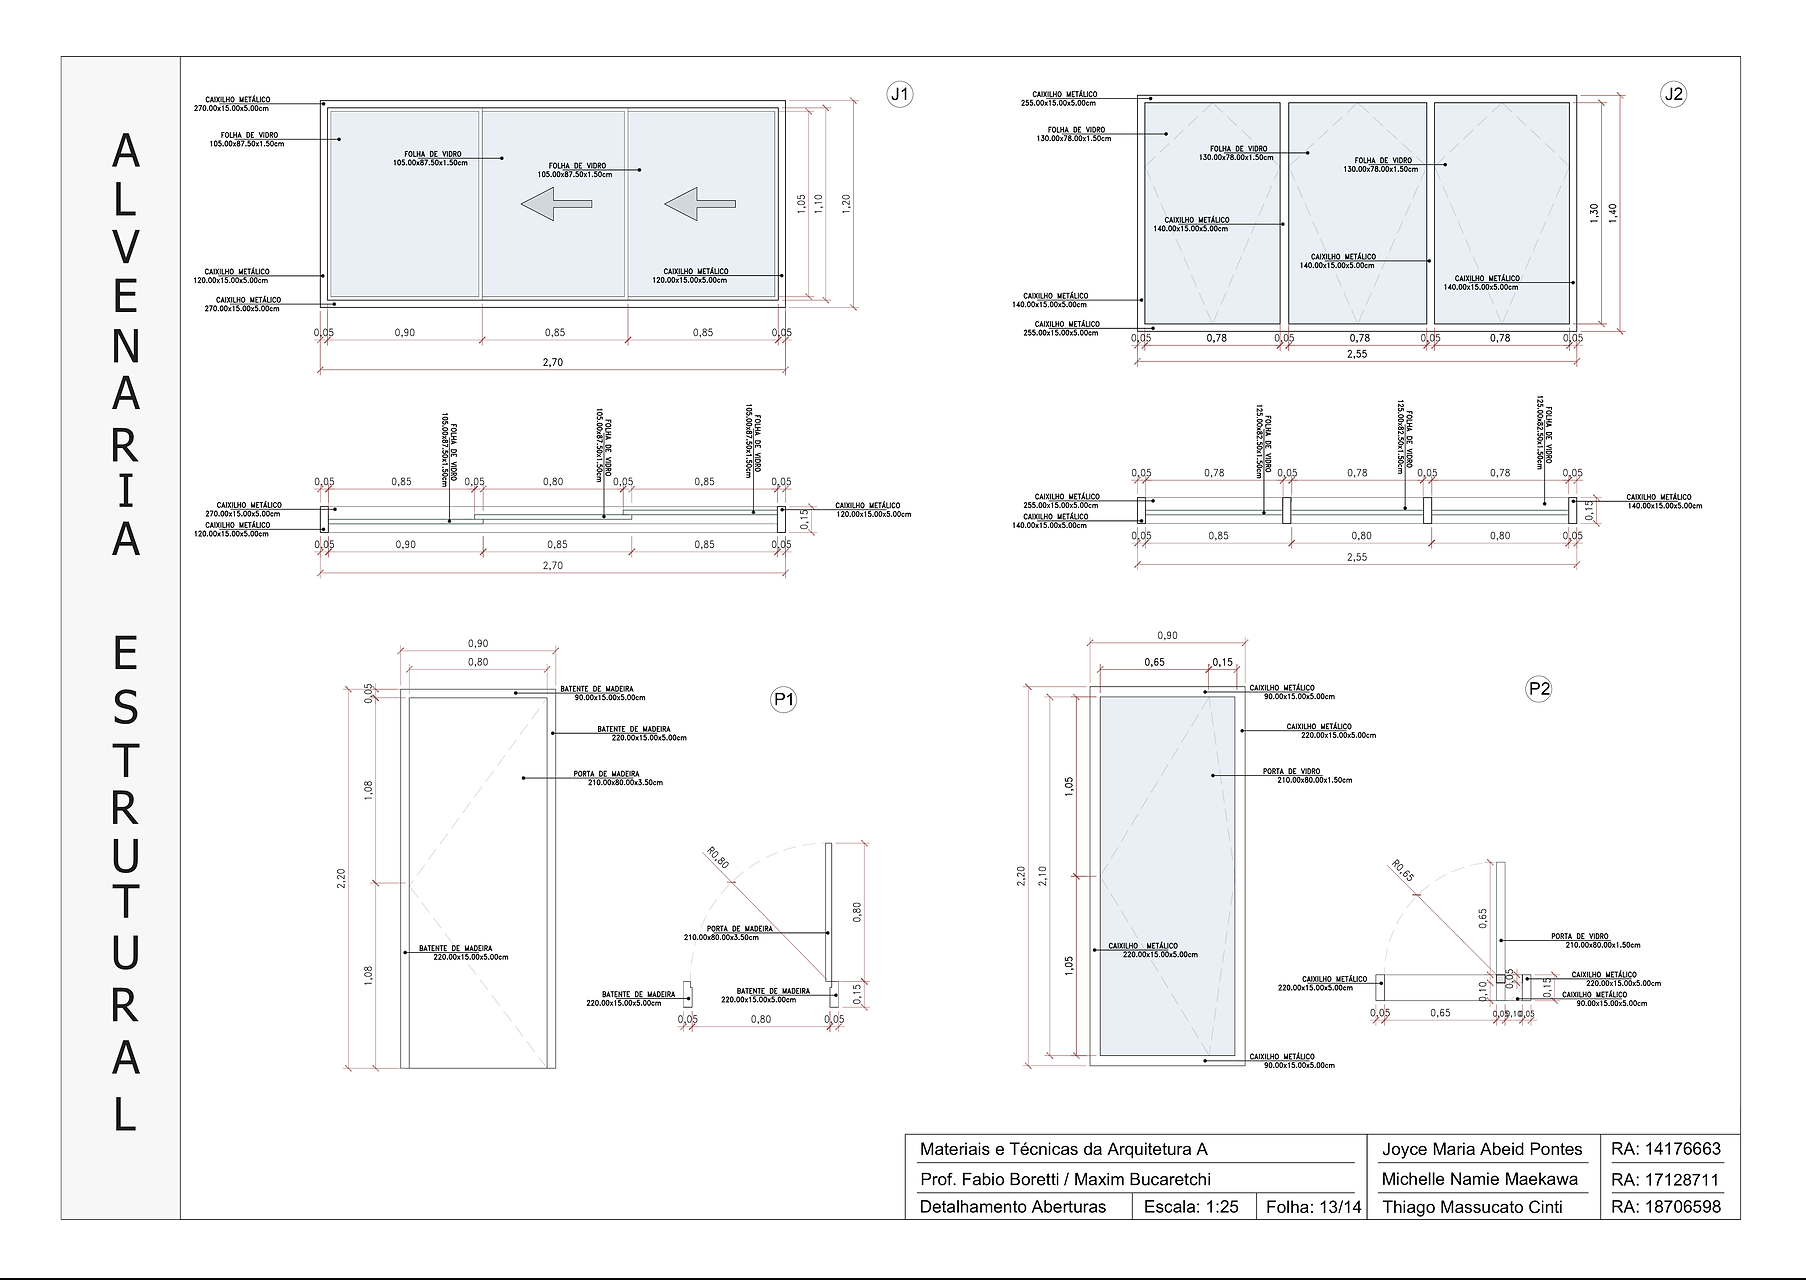 ALVENARIA ESTRUTURAL
J1
CAIXILHO METÁLICO
270.00x15.00x5.00cm
FOLHA DE VIDRO
105.00x87.50x1.50cm
FOLHA DE VIDRO
105.00x87.50x1.50cm
FOLHA DE VIDRO
105.00x87.50x1.50cm
1,05
1,10
1,20
CAIXILHO METÁLICO
120.00x15.00x5.00cm
CAIXILHO METÁLICO
120.00x15.00x5.00cm
CAIXILHO METÁLICO
270.00x15.00x5.00cm
0,05 0,90 0,85 0,85 0,05
2,70
FOLHA DE VIDRO
105.00x87.50x1.50cm
FOLHA DE VIDRO
105.00x87.50x1.50cm
FOLHA DE VIDRO
105.00x87.50x1.50cm
0,05 0,85 0,05 0,80 0,05 0,85 0,05
CAIXILHO METÁLICO
270.00x15.00x5.00cm
CAIXILHO METÁLICO
120.00x15.00x5.00cm
0,15
CAIXILHO METÁLICO
120.00x15.00x5.00cm
0,05 0,90 0,85 0,85 0,05
2,70
J2
CAIXILHO METÁLICO
255.00x15.00x5.00cm
FOLHA DE VIDRO
130.00x78.00x1.50cm
FOLHA DE VIDRO
130.00x78.00x1.50cm
FOLHA DE VIDRO
130.00x78.00x1.50cm
1,30
1,40
CAIXILHO METÁLICO
140.00x15.00x5.00cm
CAIXILHO METÁLICO
140.00x15.00x5.00cm
CAIXILHO METÁLICO
140.00x15.00x5.00cm
CAIXILHO METÁLICO
140.00x15.00x5.00cm
CAIXILHO METÁLICO
255.00x15.00x5.00cm
0,05 0,78 0,05 0,78 0,05 0,78 0,05
2,55
FOLHA DE VIDRO
125.00x82.50x1.50cm
FOLHA DE VIDRO
125.00x82.50x1.50cm
FOLHA DE VIDRO
125.00x82.50x1.50cm
0,05 0,78 0,05 0,78 0,05 0,78 0,05
CAIXILHO METÁLICO
255.00x15.00x5.00cm
CAIXILHO METÁLICO
140.00x15.00x5.00cm
0,15
CAIXILHO METÁLICO
140.00x15.00x5.00cm
0,05 0,85 0,80 0,80 0,05
2,55
P1
0,90
0,80
0,05
BATENTE DE MADEIRA
90.00x15.00x5.00cm
BATENTE DE MADEIRA
220.00x15.00x5.00cm
PORTA DE MADEIRA
210.00x80.00x3.50cm
1,08
2,20
1,08
BATENTE DE MADEIRA
220.00x15.00x5.00cm
R0,80
0,80
PORTA DE MADEIRA
210.00x80.00x3.50cm
BATENTE DE MADEIRA
220.00x15.00x5.00cm
BATENTE DE MADEIRA
220.00x15.00x5.00cm
0,15
0,05 0,80 0,05
P2
0,90
0,65 0,15
CAIXILHO METÁLICO
90.00x15.00x5.00cm
CAIXILHO METÁLICO
220.00x15.00x5.00cm
PORTA DE VIDRO
210.00x80.00x1.50cm
1,05
2,20
2,10
1,05
CAIXILHO METÁLICO
220.00x15.00x5.00cm
CAIXILHO METÁLICO
90.00x15.00x5.00cm
R0,65
0,65
PORTA DE VIDRO
210.00x80.00x1.50cm
CAIXILHO METÁLICO
220.00x15.00x5.00cm
0,10
0,05
0,15
CAIXILHO METÁLICO
220.00x15.00x5.00cm
CAIXILHO METÁLICO
90.00x15.00x5.00cm
0,05 0,65 0,05 0,10 0,05
Materiais e Técnicas da Arquitetura A
Prof. Fabio Boretti / Maxim Bucaretchi
Detalhamento Aberturas Escala: 1:25 Folha: 13/14
Joyce Maria Abeid Pontes RA: 14176663
Michelle Namie Maekawa RA: 17128711
Thiago Massucato Cinti RA: 18706598